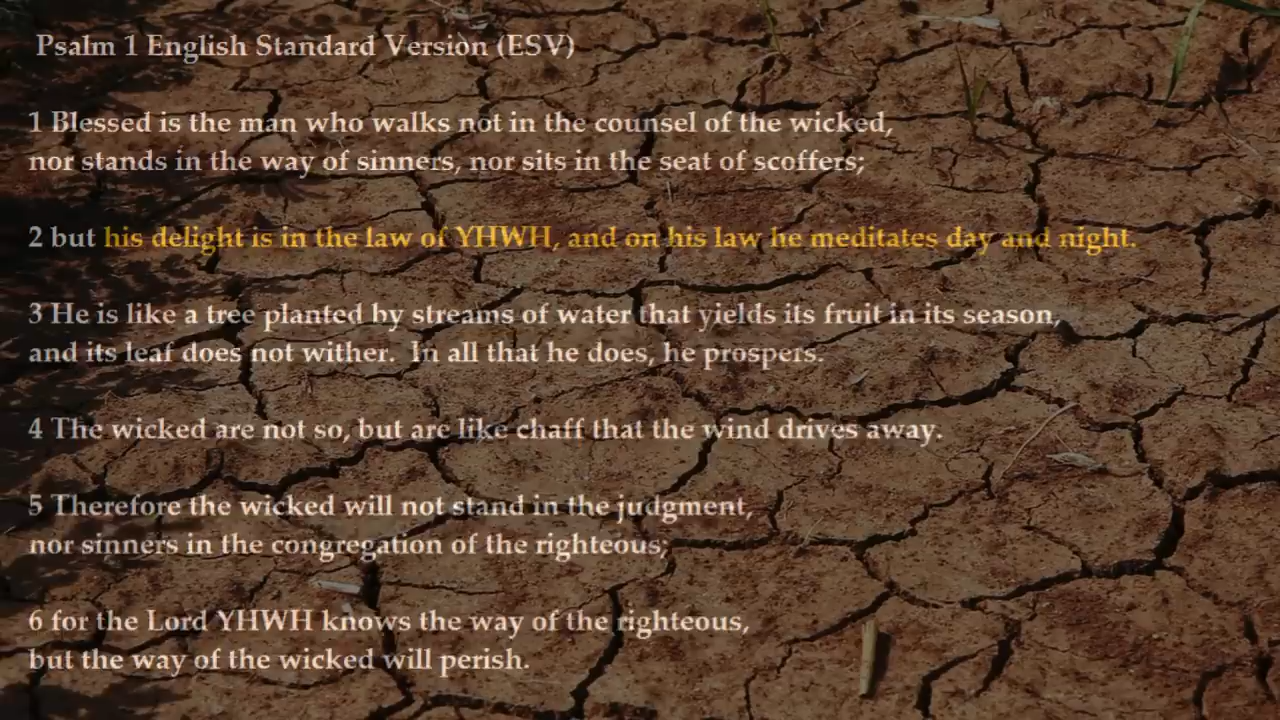 Psalm 1 English Standard Version (ESV)
1 Blessed is the man who walks not in the counsel of the wicked,
nor stands in the way of sinners, nor sits in the seat of scoffers;
2 but his delight is in the law of YHWH, and on his law he meditates day and night.
3 He is like a tree planted by streams of water that yields its fruit in its season,
and its leaf does not wither.  In all that he does, he prospers.
4 The wicked are not so, but are like chaff that the wind drives away.
5 Therefore the wicked will not stand in the judgment,
nor sinners in the congregation of the righteous;
6 for the Lord YHWH knows the way of the righteous,
but the way of the wicked will perish.